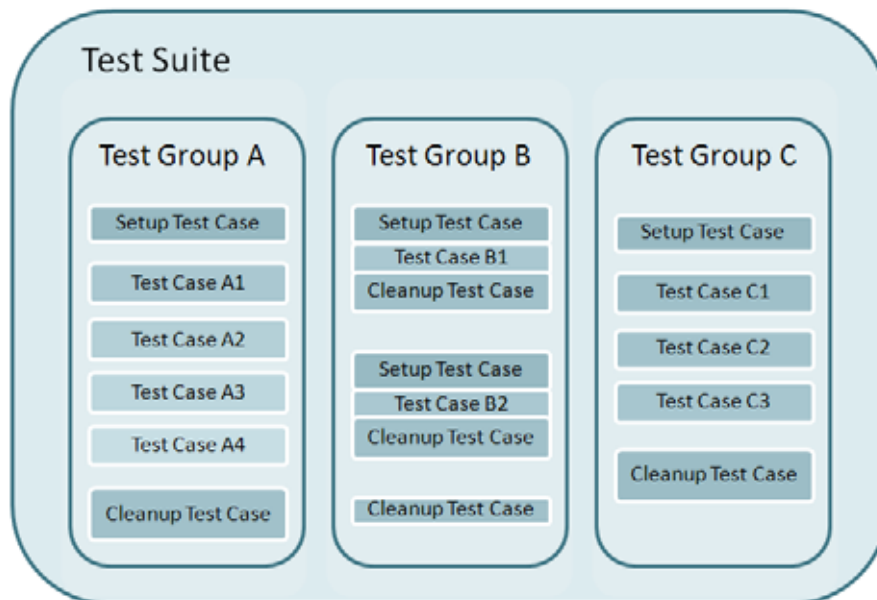 Test Suite
Test Group A
Setup Test Case
Test Case A1
Test Case A2
Test Case A3
Test Case A4
Cleanup Test Case
Test Group B
Setup Test Case
Test Case B1
Cleanup Test Case
Setup Test Case
Test Case B2
Cleanup Test Case
Cleanup Test Case
Test Group C
Setup Test Case
Test Case C1
Test Case C2
Test Case C3
Cleanup Test Case